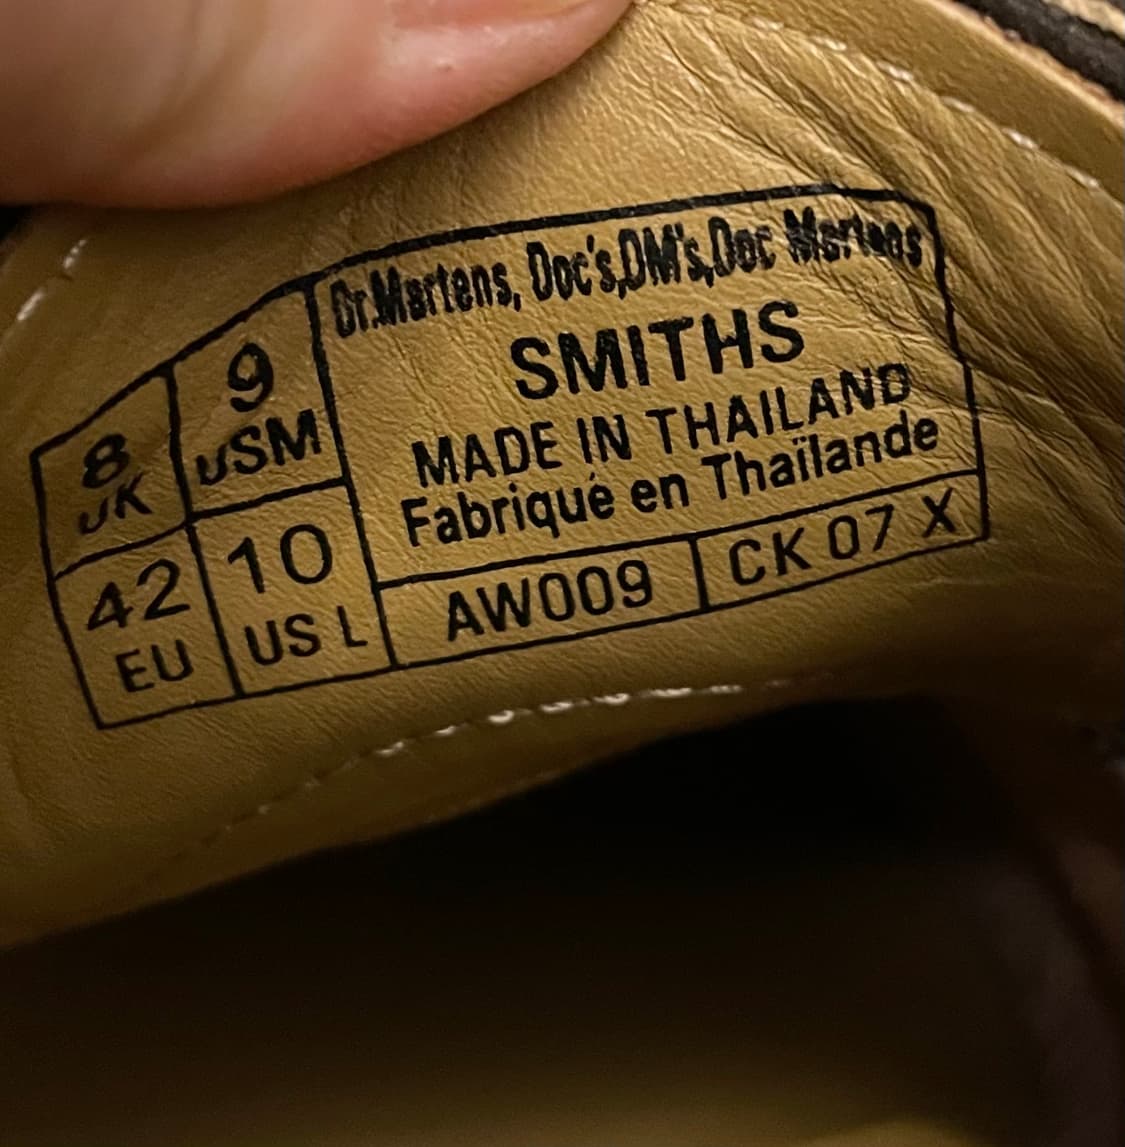 8
UK
9
USM
42
EU
10
US L
Dr.Martens, Doc's,DM's,Doc Martens
SMITHS
MADE IN THAILAND
Fabriqué en Thaïlande
AW009
CK 07 X